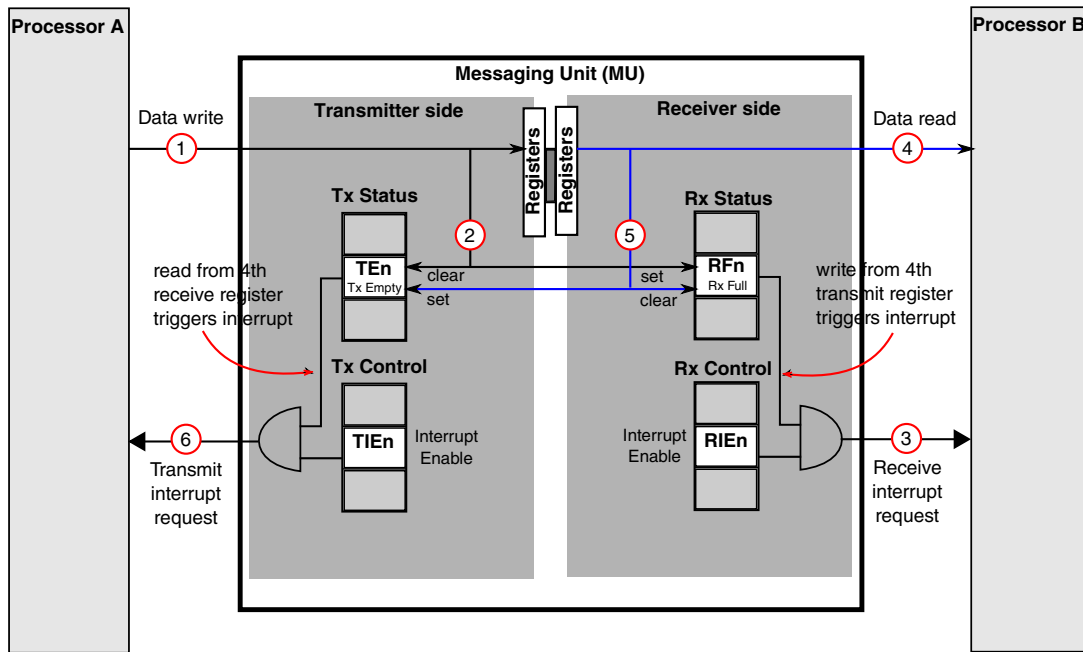 Processor A
Processor B
Messaging Unit (MU)
Transmitter side
Receiver side
Data write
Data read
1
4
Registers
Registers
Tx Status
Rx Status
2
5
TEn
Tx Empty
RFn
Rx Full
clear
set
set
clear
read from 4th
receive register
triggers interrupt
write from 4th
transmit register
triggers interrupt
Tx Control
Rx Control
TIEn
Interrupt
Enable
Interrupt
Enable
RIEn
6
3
Transmit
interrupt
request
Receive
interrupt
request